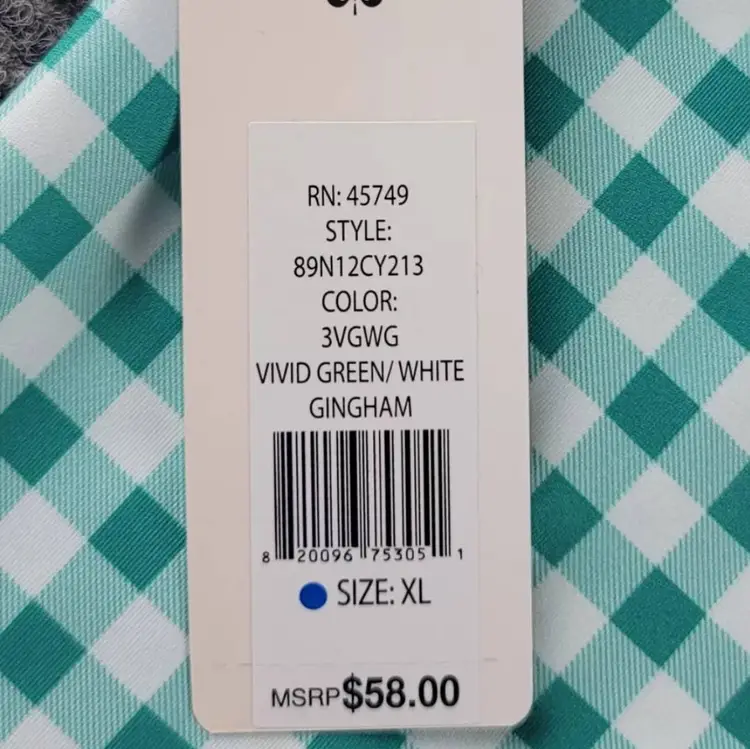 RN: 45749
STYLE:
89N12CY213
COLOR:
3VGWG
VIVID GREEN/ WHITE
GINGHAM
8 20096 75305 1
SIZE: XL
MSRP $58.00